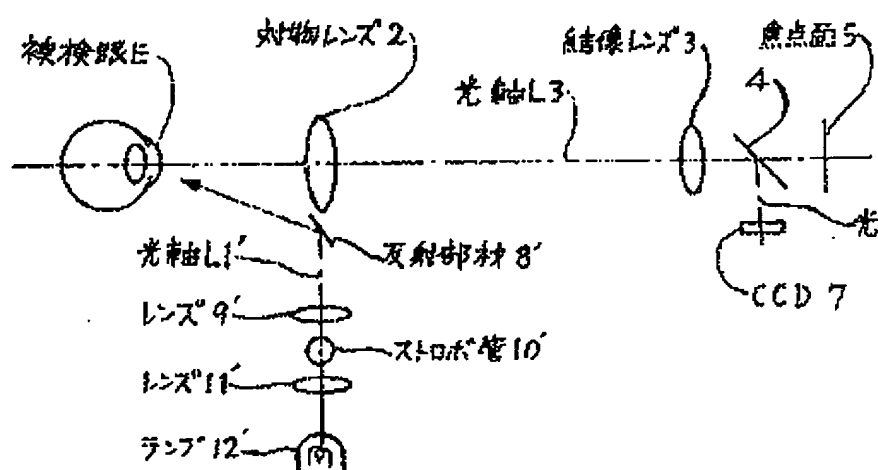 被検眼E
対物レンズ2
結像レンズ3
焦点面5
光軸L3
4
光
光軸L1'
反射部材8'
CCD 7
レンズ9'
ストロボ管10'
レンズ11'
ランプ12'